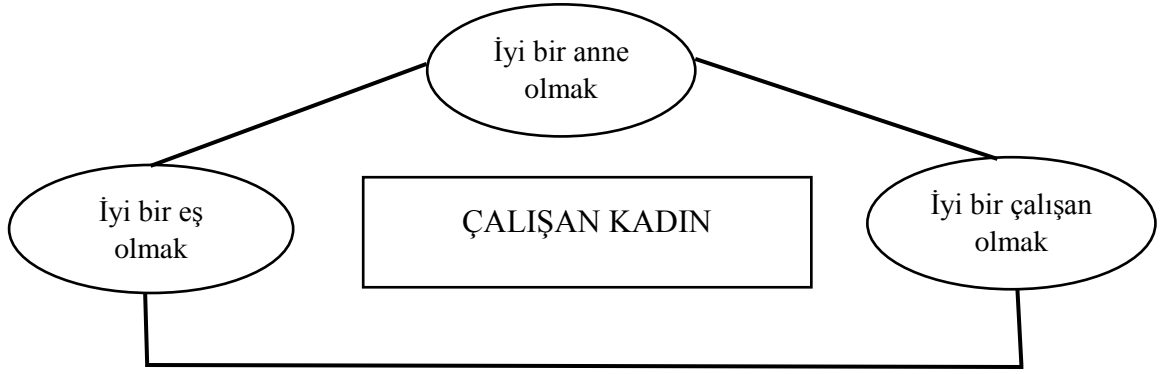 İyi bir anne
olmak
İyi bir eş
olmak
ÇALIŞAN KADIN
İyi bir çalışan
olmak